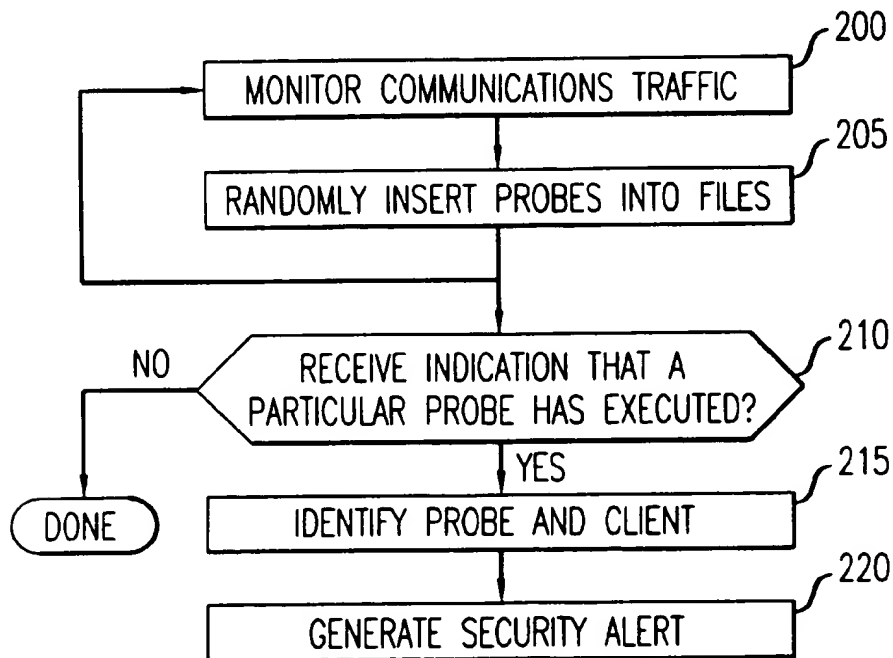 200
MONITOR COMMUNICATIONS TRAFFIC
205
RANDOMLY INSERT PROBES INTO FILES
210
NO
RECEIVE INDICATION THAT A
PARTICULAR PROBE HAS EXECUTED?
YES
215
DONE
IDENTIFY PROBE AND CLIENT
220
GENERATE SECURITY ALERT